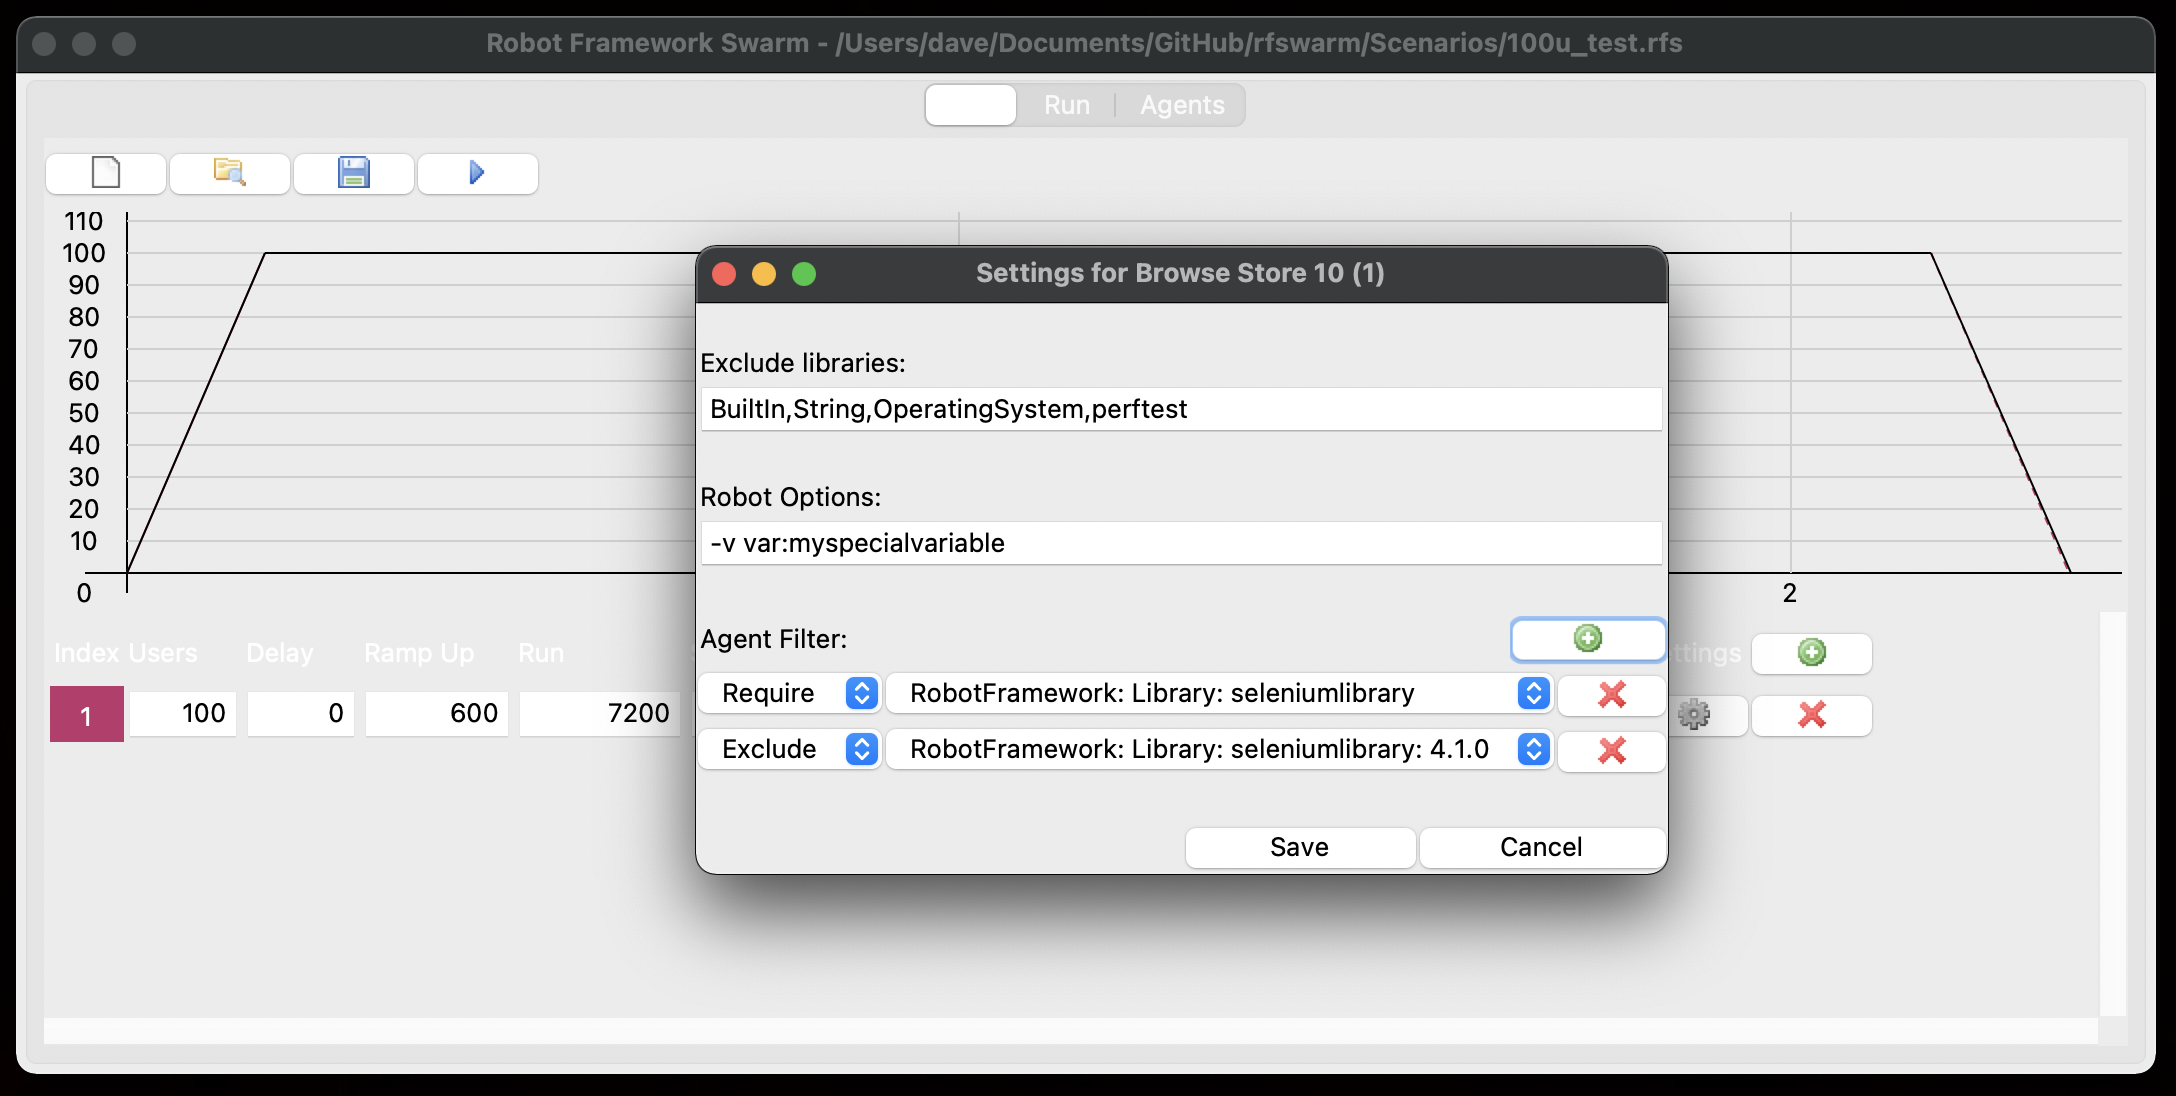 Robot Framework Swarm - /Users/dave/Documents/GitHub/rfswarm/Scenarios/100u_test.rfs
Run
Agents
110
100
90
80
70
60
50
40
30
20
10
0
2
Index Users Delay Ramp Up Run
ttings
1 100 0 600 7200
Settings for Browse Store 10 (1)
Exclude libraries:
BuiltIn,String,OperatingSystem,perftest
Robot Options:
-v var:myspecialvariable
Agent Filter:
Require RobotFramework: Library: seleniumlibrary
Exclude RobotFramework: Library: seleniumlibrary: 4.1.0
Save Cancel